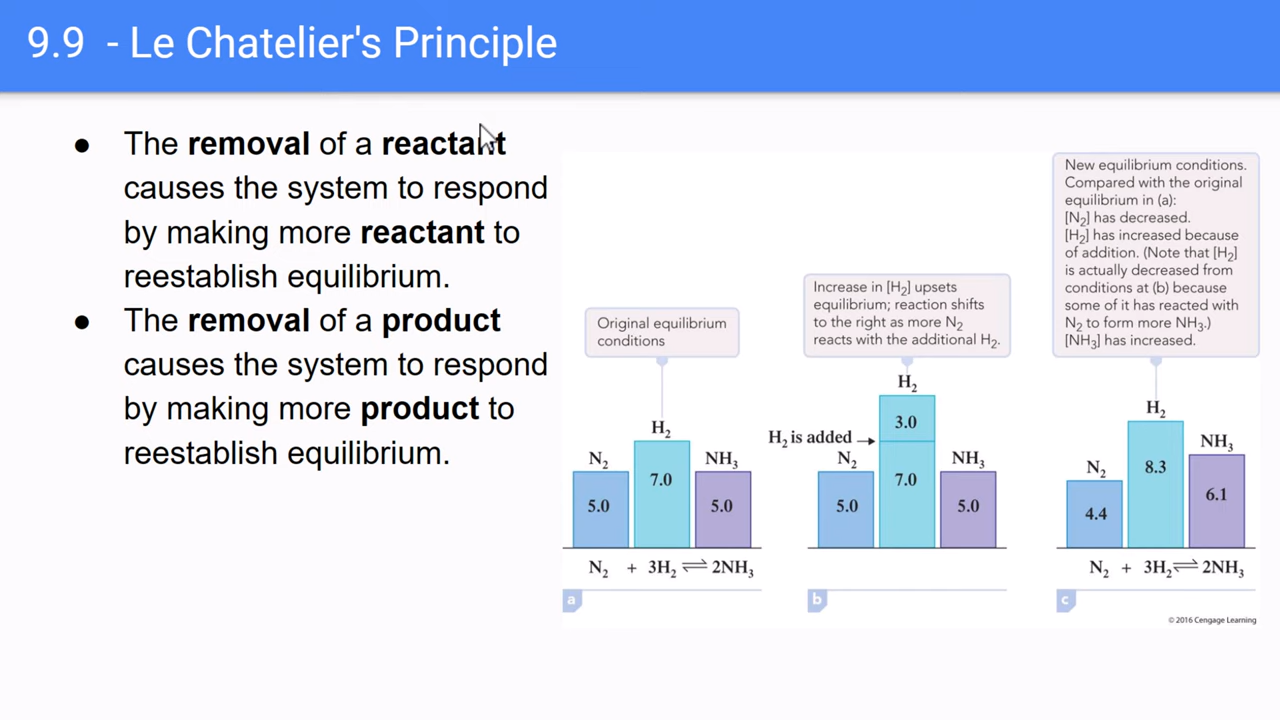 9.9 - Le Chatelier's Principle
● The removal of a reactant
causes the system to respond
by making more reactant to
reestablish equilibrium.
● The removal of a product
causes the system to respond
by making more product to
reestablish equilibrium.
Original equilibrium
conditions
H₂
N₂
NH₃
5.0
7.0
5.0
N₂ + 3H₂ ⇌ 2NH₃
a
Increase in [H₂] upsets
equilibrium; reaction shifts
to the right as more N₂
reacts with the additional H₂.
H₂
3.0
H₂ is added →
N₂
NH₃
5.0
7.0
5.0
b
New equilibrium conditions.
Compared with the original
equilibrium in (a):
[N₂] has decreased.
[H₂] has increased because
of addition. (Note that [H₂]
is actually decreased from
conditions at (b) because
some of it has reacted with
N₂ to form more NH₃.)
[NH₃] has increased.
H₂
NH₃
N₂
4.4
8.3
6.1
N₂ + 3H₂ ⇌ 2NH₃
c
© 2016 Cengage Learning